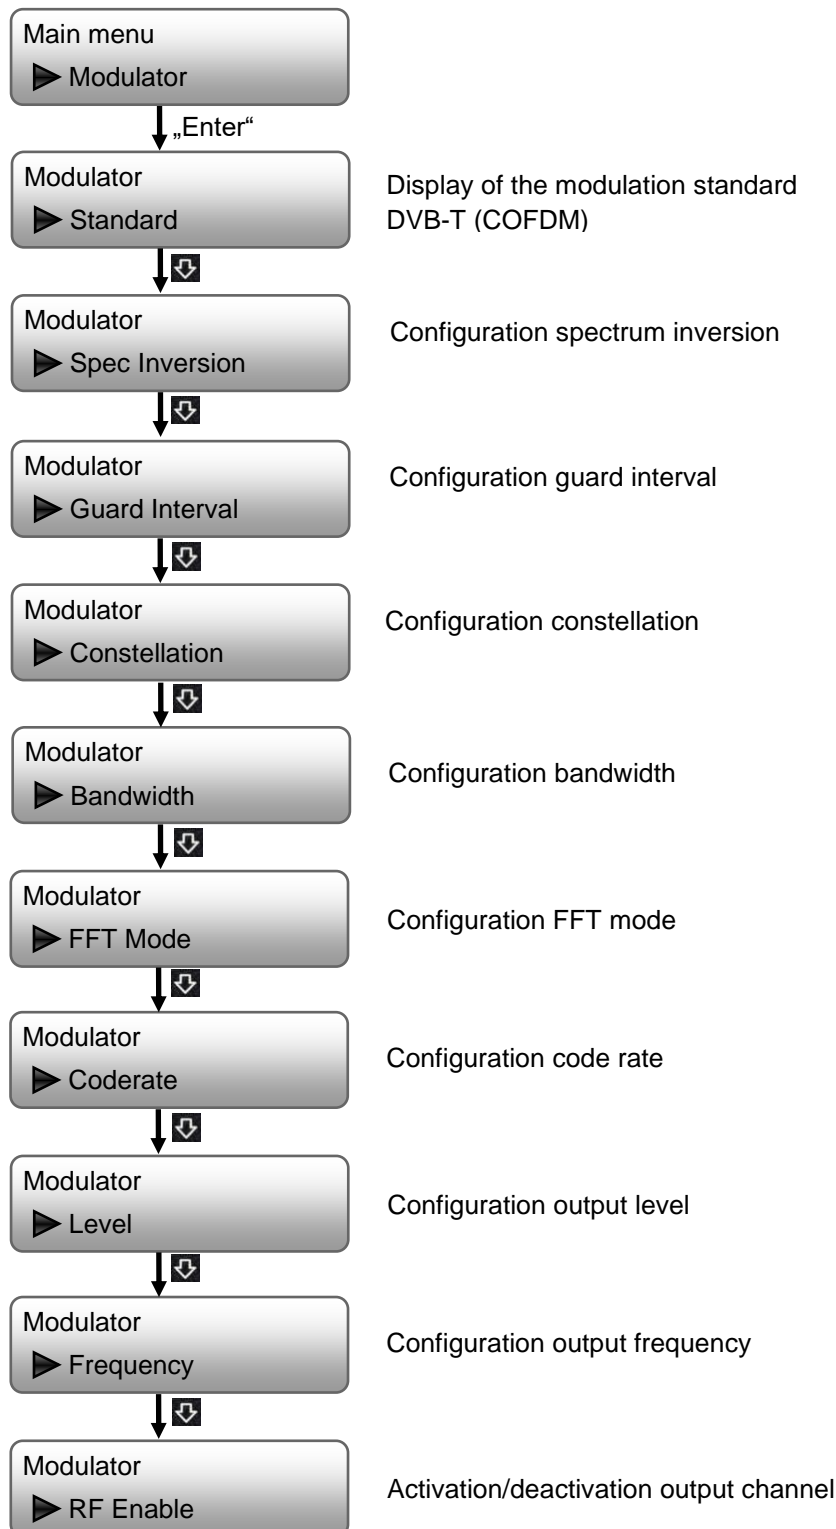 Main menu
Modulator
„Enter“
Modulator
Standard
Display of the modulation standard
DVB-T (COFDM)
Modulator
Spec Inversion
Configuration spectrum inversion
Modulator
Guard Interval
Configuration guard interval
Modulator
Constellation
Configuration constellation
Modulator
Bandwidth
Configuration bandwidth
Modulator
FFT Mode
Configuration FFT mode
Modulator
Coderate
Configuration code rate
Modulator
Level
Configuration output level
Modulator
Frequency
Configuration output frequency
Modulator
RF Enable
Activation/deactivation output channel